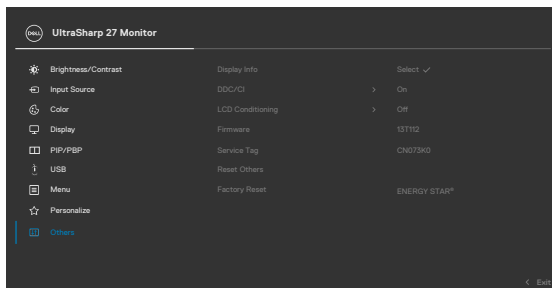 DELL UltraSharp 27 Monitor
Brightness/Contrast Display Info Select ✓
Input Source DDC/CI > On
Color LCD Conditioning > Off
Display Firmware 13T112
PIP/PBP Service Tag CN073K0
USB Reset Others
Menu Factory Reset ENERGY STAR®
Personalize
Others
< Exit